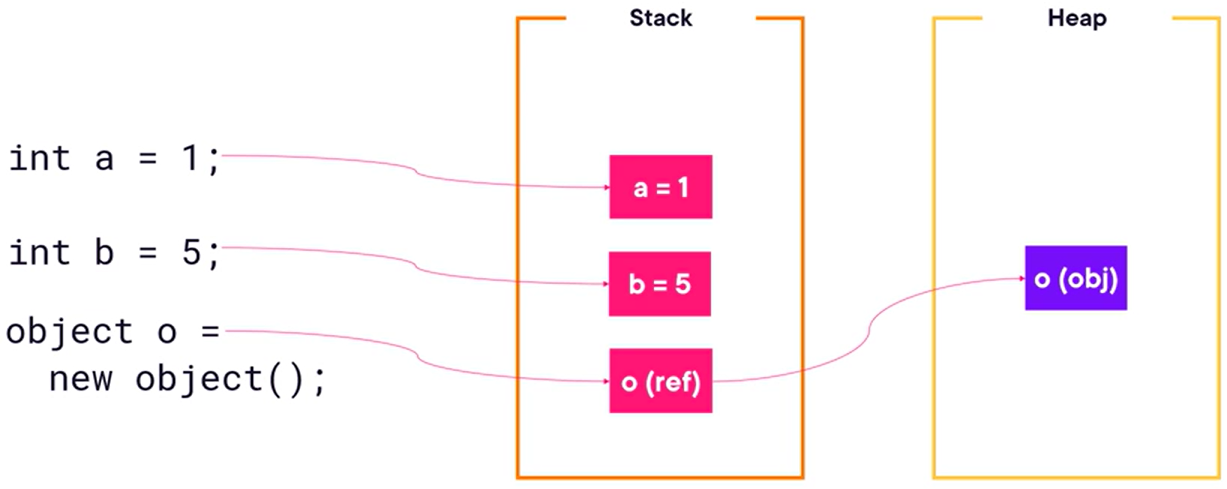 Stack
Heap
int a = 1;
a = 1
int b = 5;
b = 5
o (obj)
object o =
new object();
o (ref)